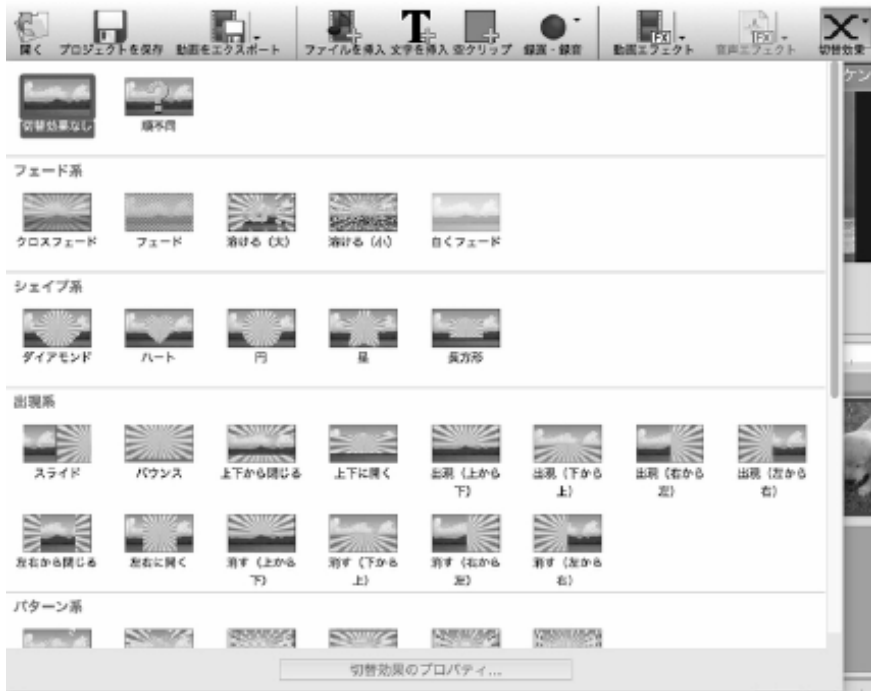 開く プロジェクトを保存 動画をエクスポート ファイルを挿入 文字を挿入 空クリップ 録画・録音 動画エフェクト 音声エフェクト 切替効果
切替効果なし 順不同
フェード系
クロスフェード フェード 溶ける (大) 溶ける (小) 白くフェード
シェイプ系
ダイアモンド ハート 円 星 長方形
出現系
スライド バウンス 上下から閉じる 上下に開く 出現 (上から下) 出現 (下から上) 出現 (右から左) 出現 (左から右)
左右から閉じる 左右に開く 消す (上から下) 消す (下から上) 消す (右から左) 消す (左から右)
パターン系
切替効果のプロパティ...